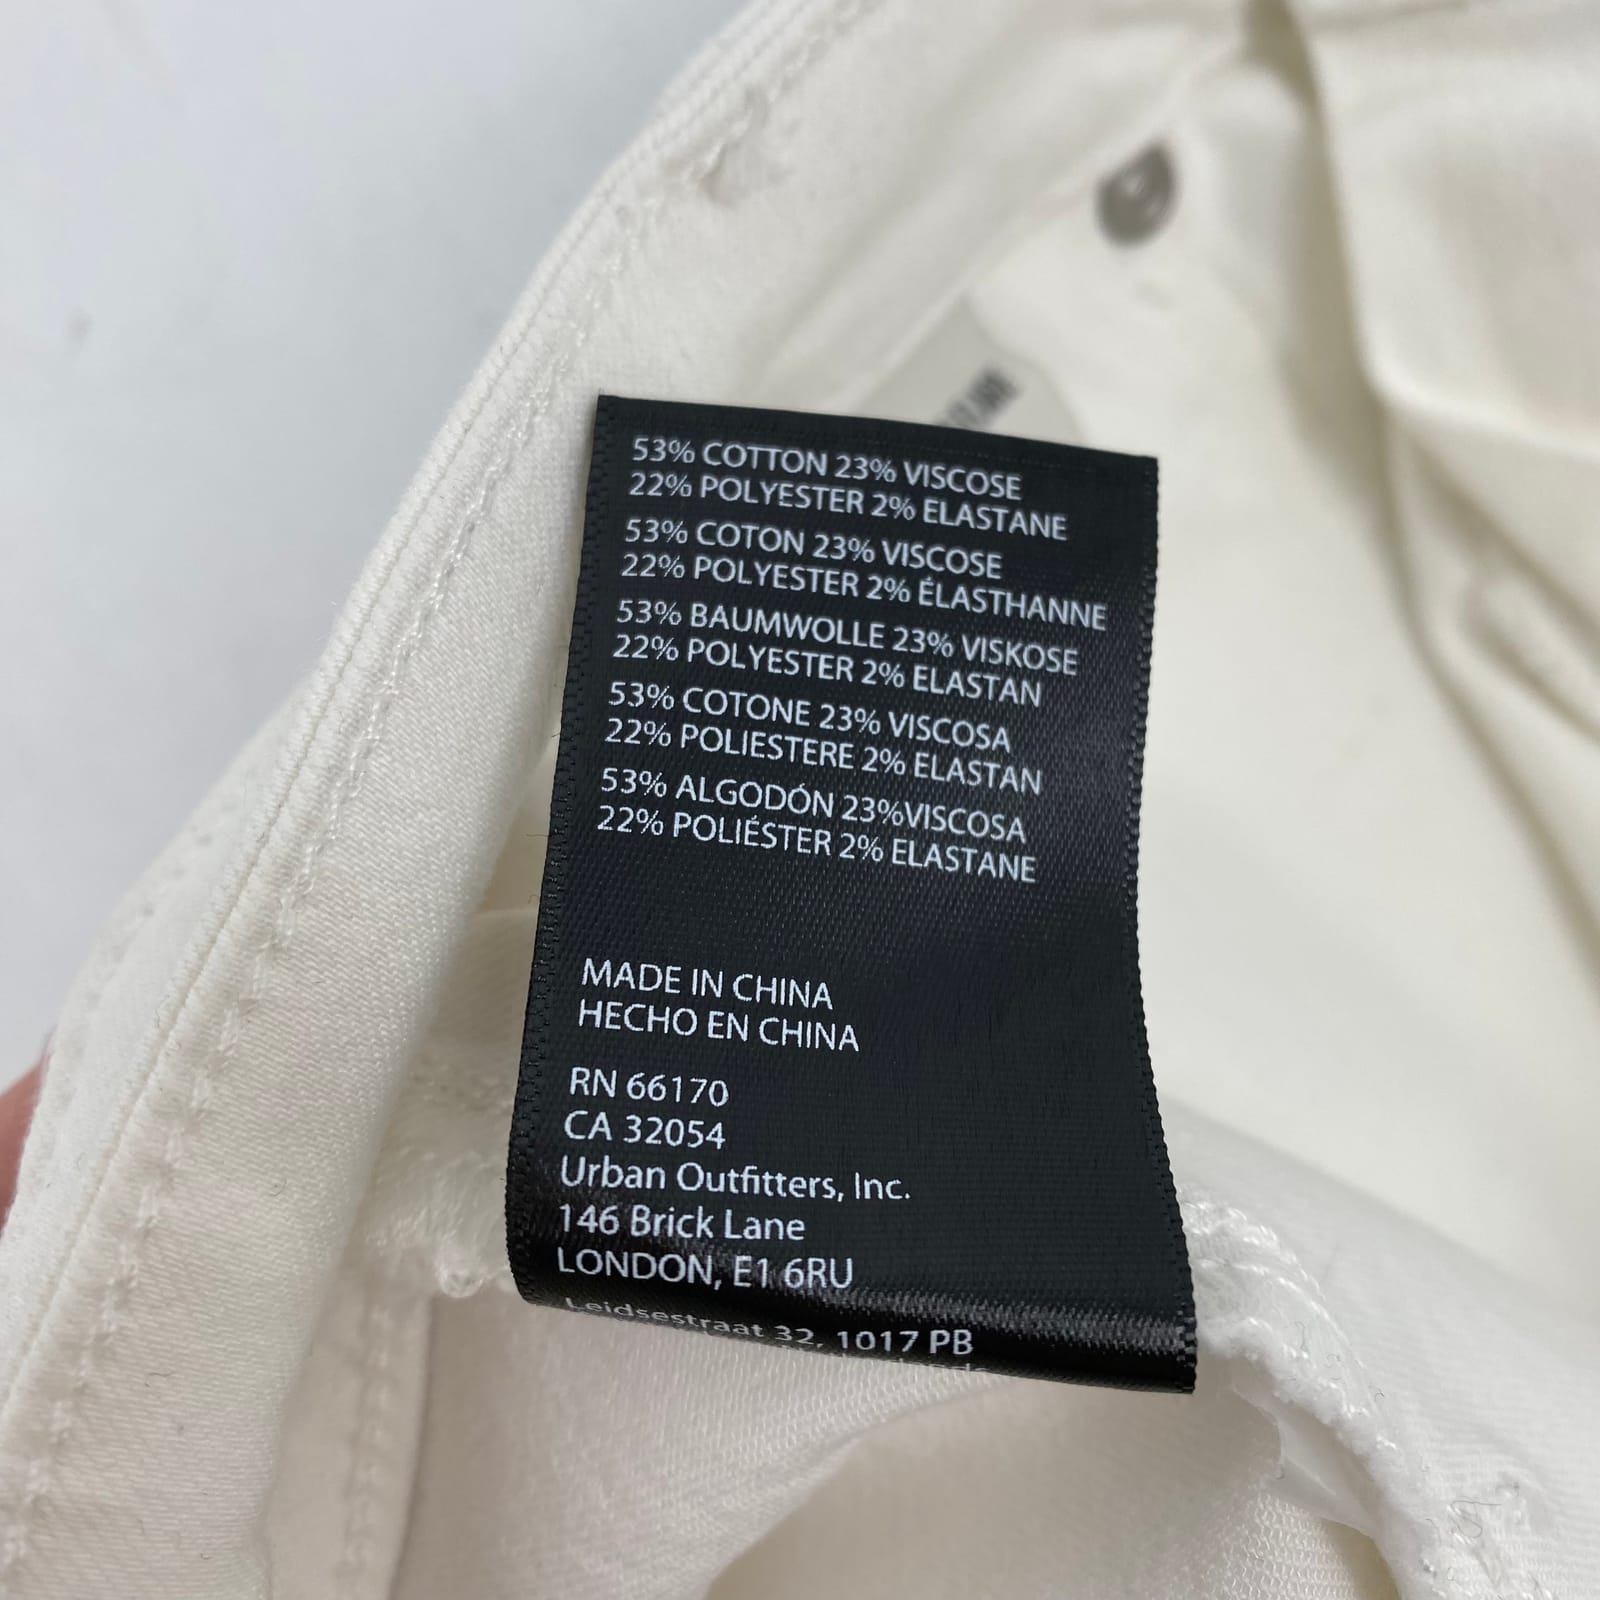 53% COTTON 23% VISCOSE
22% POLYESTER 2% ELASTANE
53% COTON 23% VISCOSE
22% POLYESTER 2% ÉLASTHANNE
53% BAUMWOLLE 23% VISKOSE
22% POLYESTER 2% ELASTAN
53% COTONE 23% VISCOSA
22% POLIESTERE 2% ELASTAN
53% ALGODÓN 23%VISCOSA
22% POLIÉSTER 2% ELASTANE
MADE IN CHINA
HECHO EN CHINA
RN 66170
CA 32054
Urban Outfitters, Inc.
146 Brick Lane
LONDON, E1 6RU
Leidsestraat 32, 1017 PB